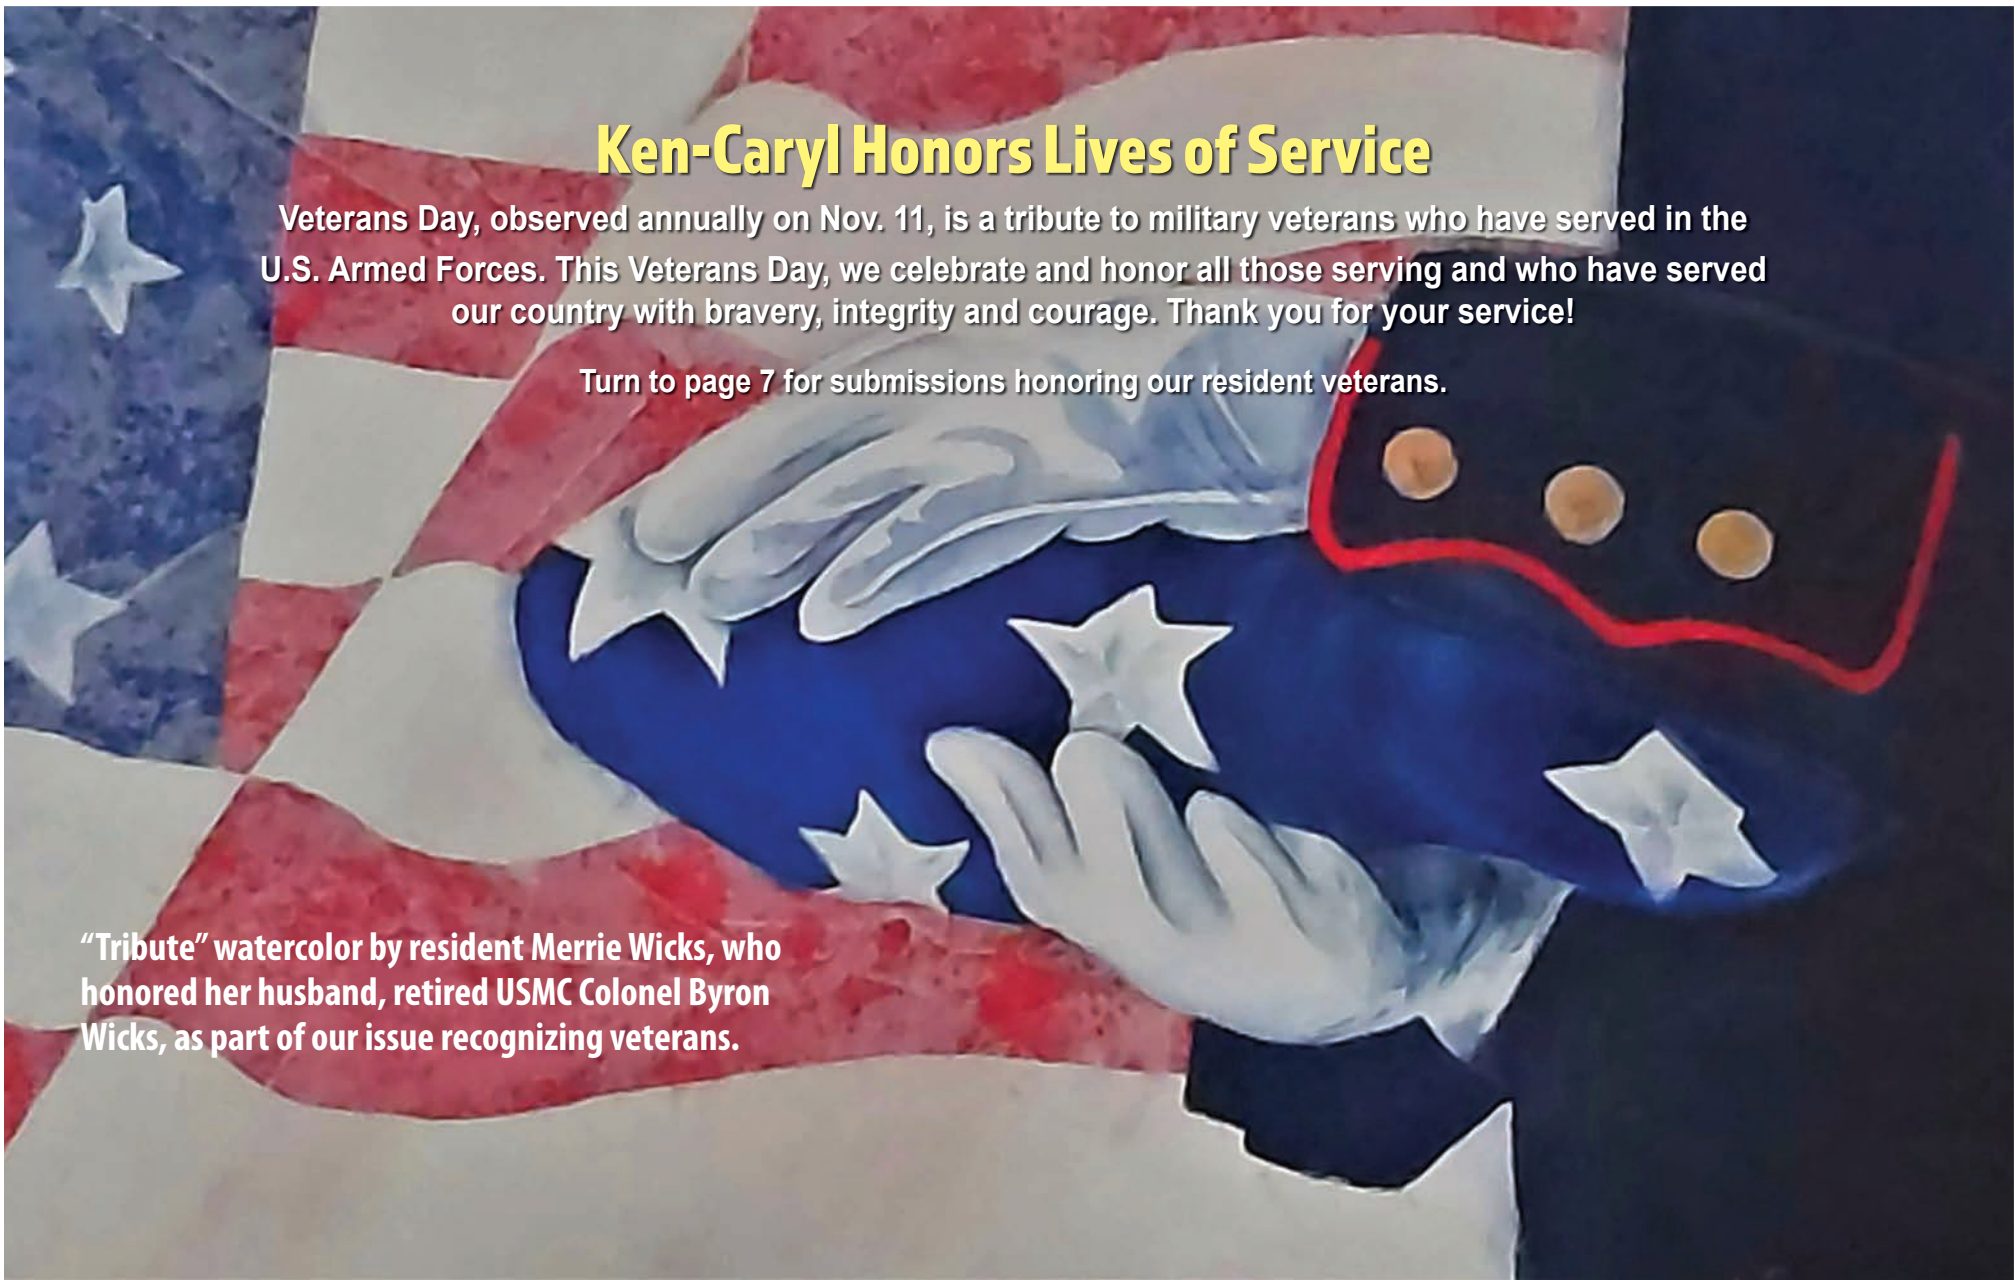 Ken-Caryl Honors Lives of Service
Veterans Day, observed annually on Nov. 11, is a tribute to military veterans who have served in the
U.S. Armed Forces. This Veterans Day, we celebrate and honor all those serving and who have served
our country with bravery, integrity and courage. Thank you for your service!
Turn to page 7 for submissions honoring our resident veterans.
“Tribute” watercolor by resident Merrie Wicks, who
honored her husband, retired USMC Colonel Byron
Wicks, as part of our issue recognizing veterans.